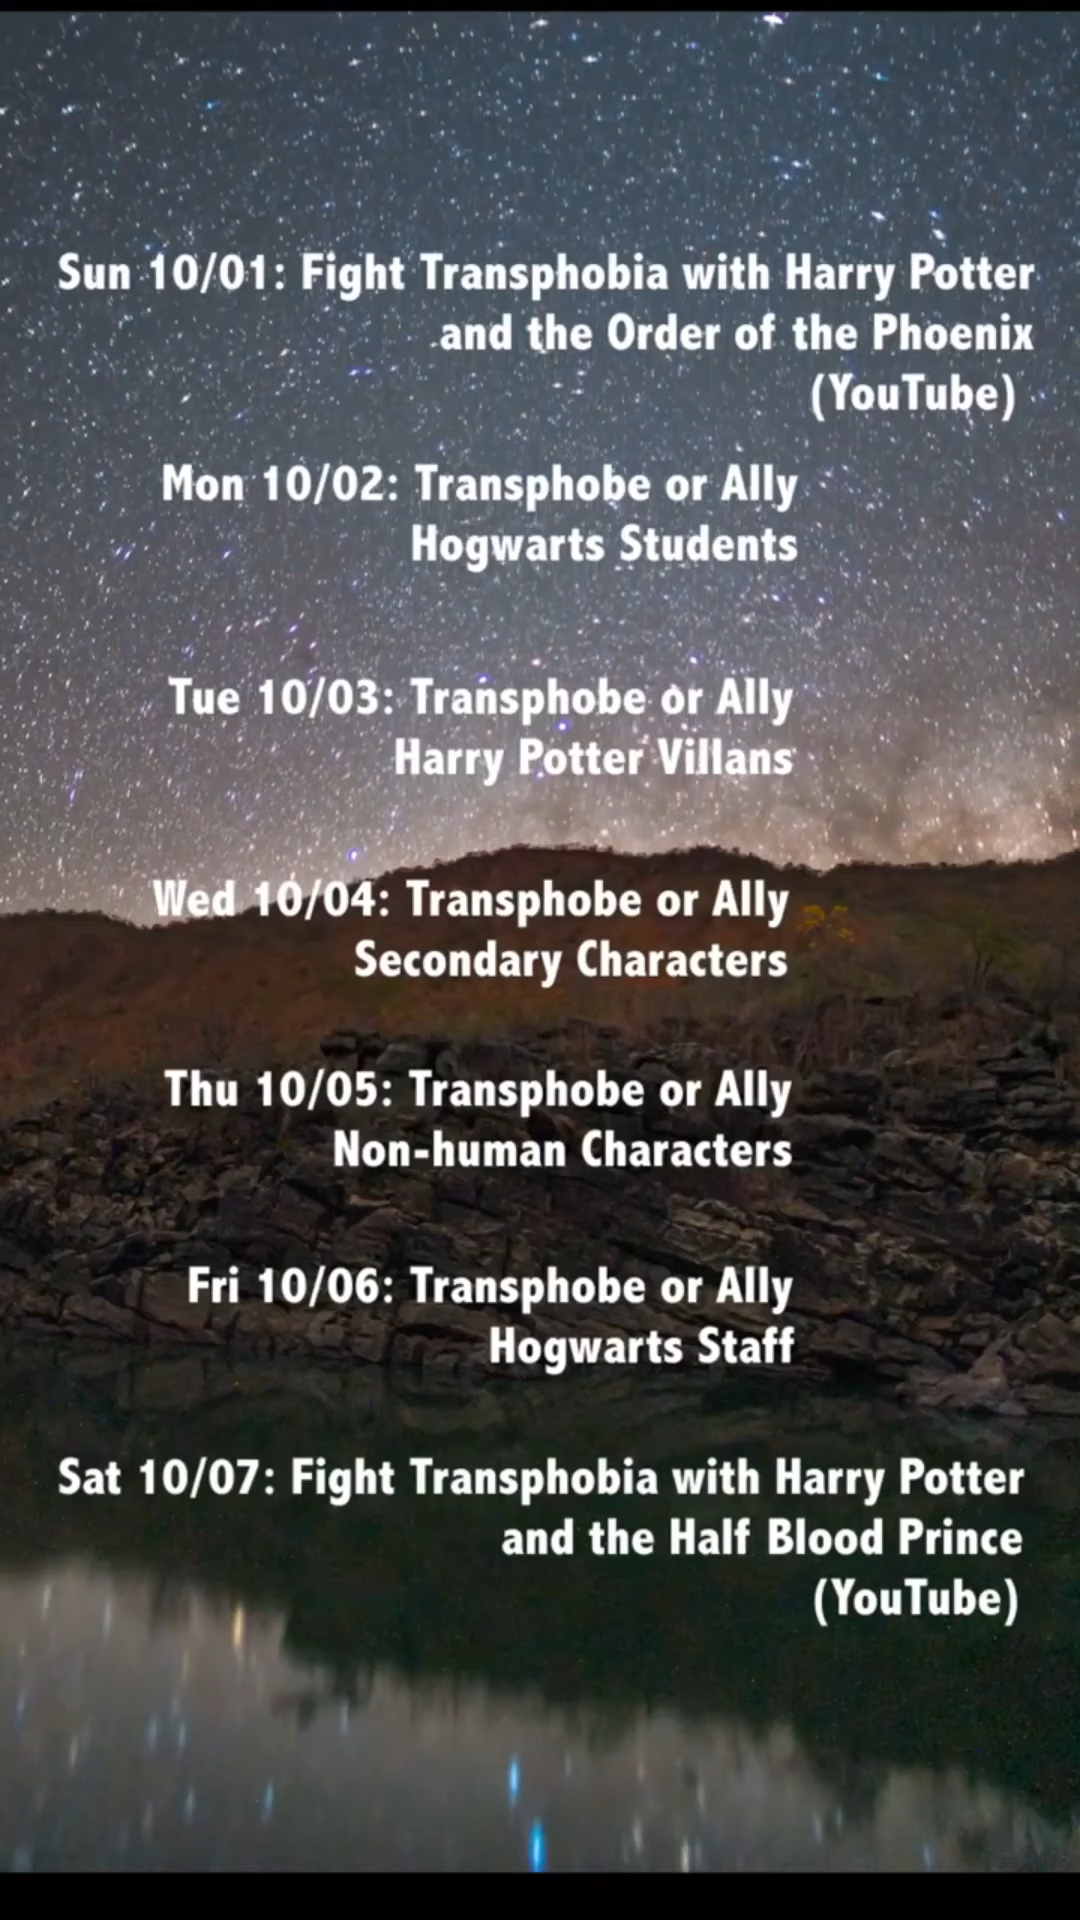 Sun 10/01: Fight Transphobia with Harry Potter
and the Order of the Phoenix
(YouTube)
Mon 10/02: Transphobe or Ally
Hogwarts Students
Tue 10/03: Transphobe or Ally
Harry Potter Villans
Wed 10/04: Transphobe or Ally
Secondary Characters
Thu 10/05: Transphobe or Ally
Non-human Characters
Fri 10/06: Transphobe or Ally
Hogwarts Staff
Sat 10/07: Fight Transphobia with Harry Potter
and the Half Blood Prince
(YouTube)